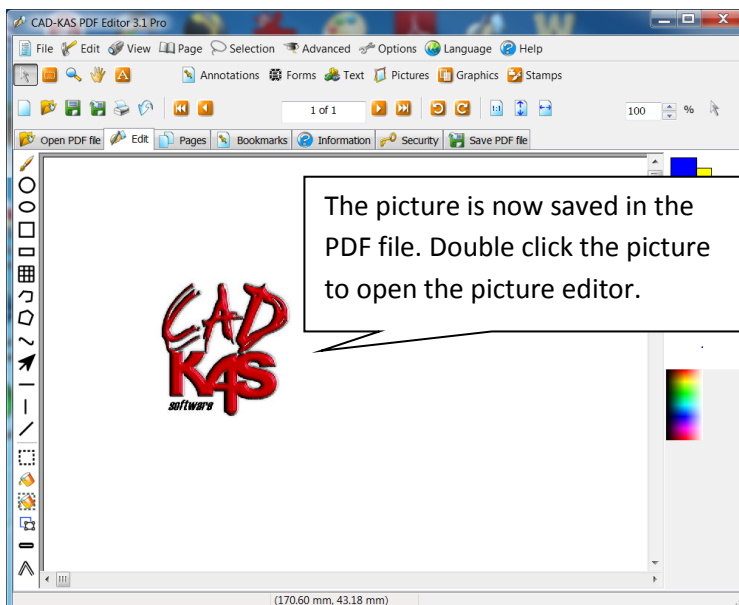 CAD-KAS PDF Editor 3.1 Pro
File Edit View Page Selection Advanced Options Language Help
Annotations Forms Text Pictures Graphics Stamps
1 of 1
100 %
Open PDF file Edit Pages Bookmarks Information Security Save PDF file
The picture is now saved in the
PDF file. Double click the picture
to open the picture editor.
CAD
KAS
software
(170.60 mm, 43.18 mm)